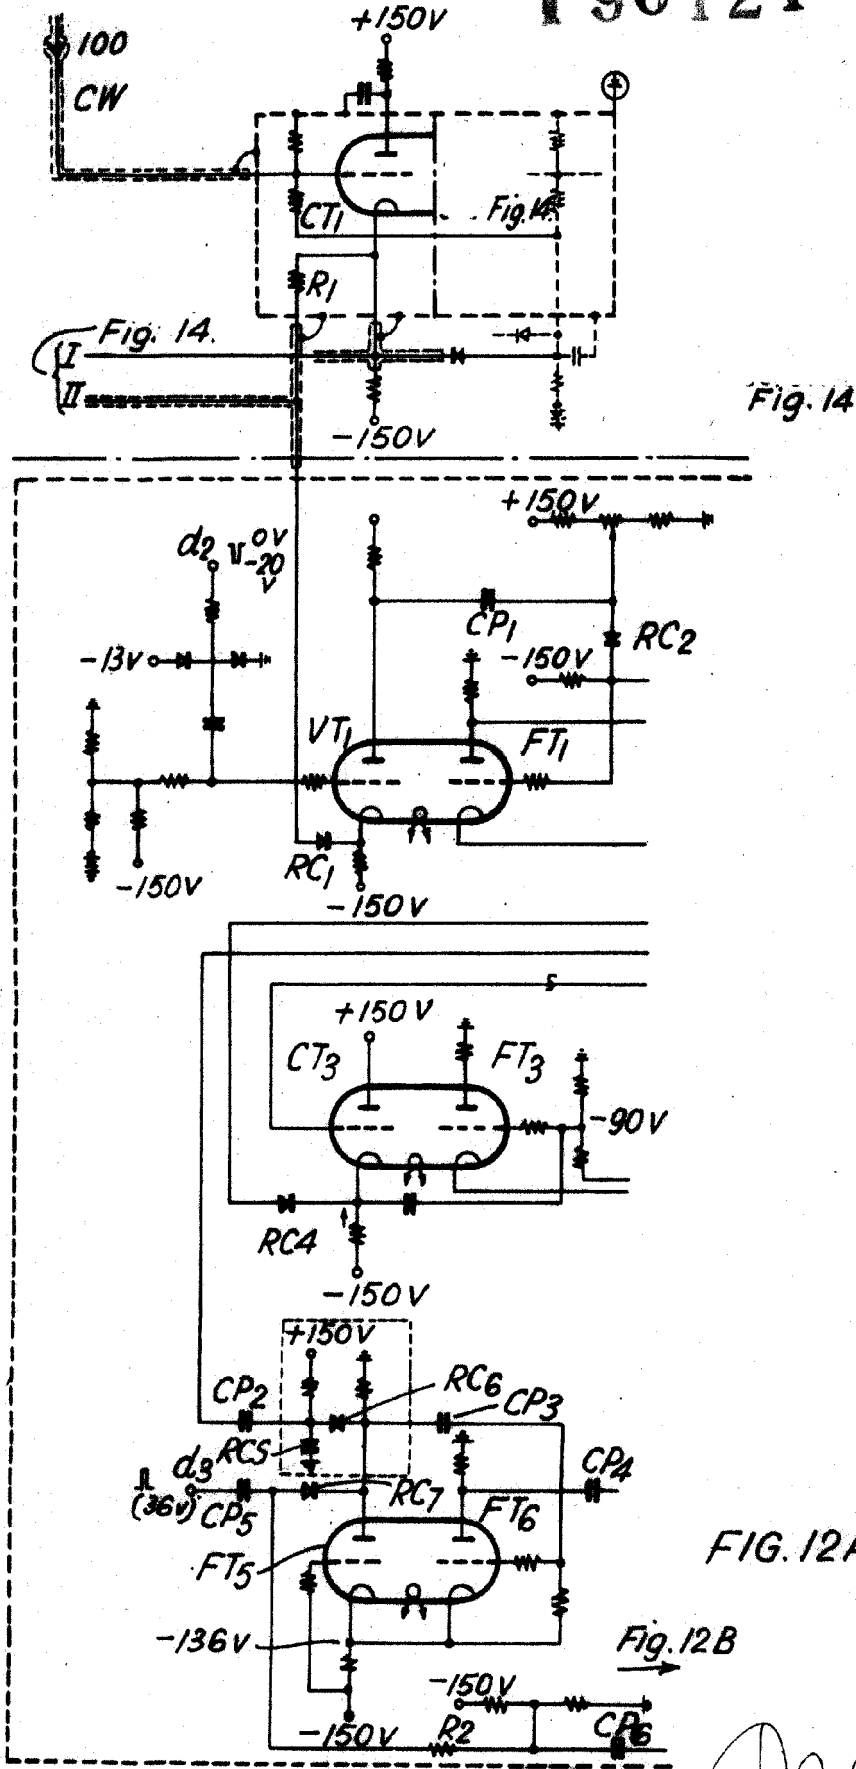 +150V
100
CW
CT1
Fig.14.
R1
Fig. 14.
I
II
-150V
Fig. 14
+150V
d2
0V
-20
V
CP1
RC2
-13V
-150V
VT1
FT1
RC1
-150V
-150V
+150V
CT3
FT3
-90V
RC4
-150V
+150V
RC6
CP2
CP3
RC5
d3
CP4
(36V)
CP5
RC7
FT6
FT5
FIG. 12A
-136V
Fig.12B
-150V
-150V
R2
CP6